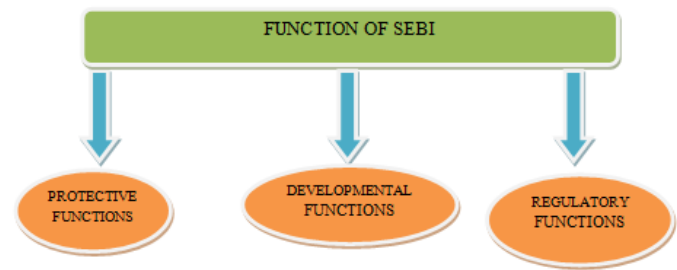 FUNCTION OF SEBI
PROTECTIVE
FUNCTIONS
DEVELOPMENTAL
FUNCTIONS
REGULATORY
FUNCTIONS